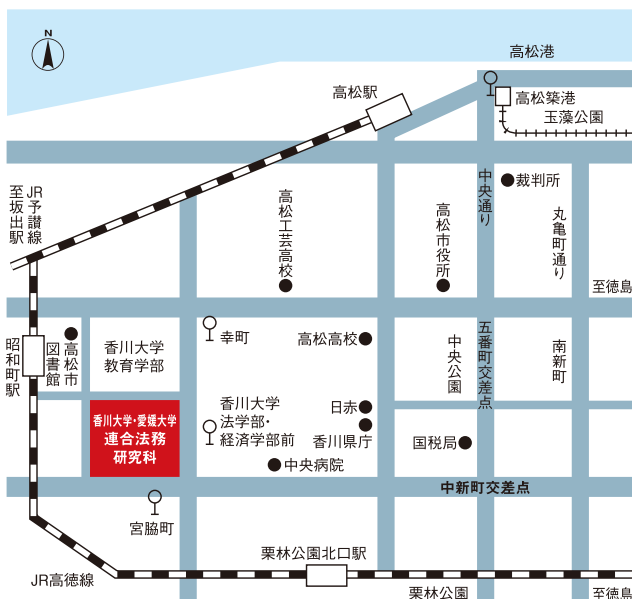 N
高松港
高松駅
高松築港
玉藻公園
裁判所
中央通り
JR予讃線
至坂出駅
高松工芸高校
高松市役所
丸亀町通り
至徳島
幸町
高松高校
五番町交差点
中央公園
南新町
昭和町駅
高松市
図書館
香川大学
教育学部
香川大学
法学部・
経済学部前
日赤
香川県庁
国税局
香川大学・愛媛大学
連合法務
研究科
中央病院
中新町交差点
宮脇町
栗林公園北口駅
JR高徳線
栗林公園
至徳島